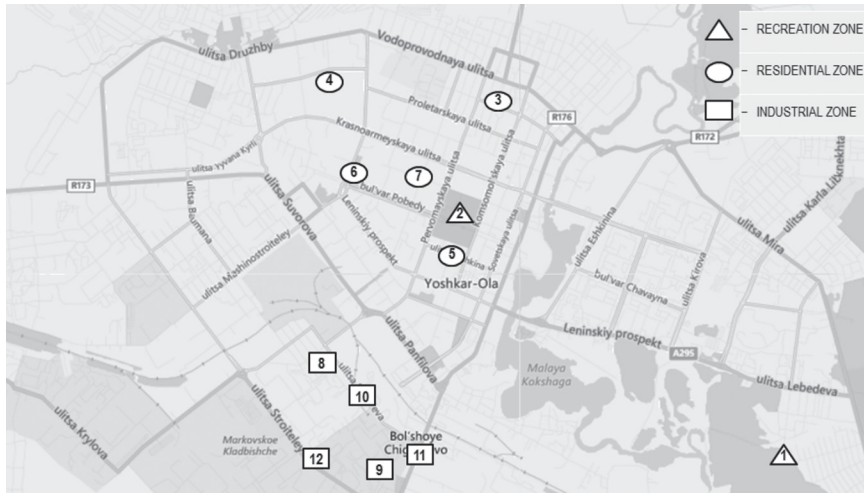 RECREATION ZONE
RESIDENTIAL ZONE
INDUSTRIAL ZONE
ulitsa Druzhby
Vodoprovodnaya ulitsa
4
3
Proletarskaya ulitsa
R176
R172
Krasnoarmeyskaya ulitsa
ulitsa Yyvana Kyrli
6
7
R173
bul'var Pobedy
Pervomayskaya ulitsa
Komsomol'skaya ulitsa
2
ulitsa Karla Libknekhta
ulitsa Baumana
ulitsa Suvorova
Leninskiy prospekt
Sovetskaya ulitsa
ulitsa Eshkinina
ulitsa Mira
ulitsa Mashinostroiteley
5
Yoshkar-Ola
bul'var Chavayna
ulitsa Kirova
ulitsa Panfilova
Leninskiy prospekt
A295
8
Malaya
Kokshaga
ulitsa Lebedeva
10
ulitsa Krylova
ulitsa Stroiteley
Markovskoe
Kladbishche
Bol'shoye
11
12
9
1